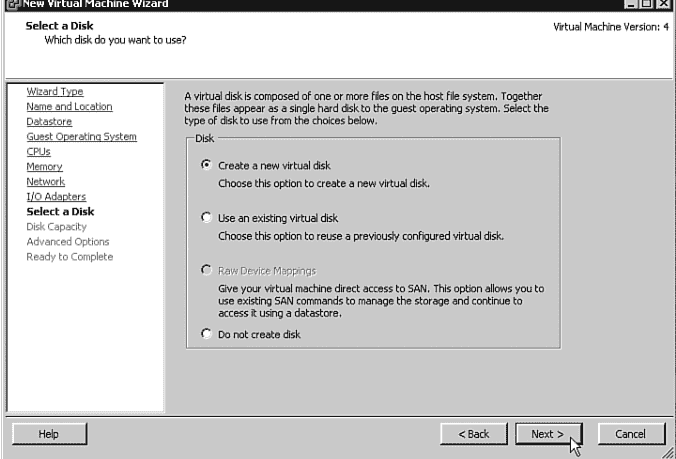 New Virtual Machine Wizard
Select a Disk
Which disk do you want to use?
Virtual Machine Version: 4
Wizard Type
Name and Location
Datastore
Guest Operating System
CPUs
Memory
Network
I/O Adapters
Select a Disk
Disk Capacity
Advanced Options
Ready to Complete
A virtual disk is composed of one or more files on the host file system. Together
these files appear as a single hard disk to the guest operating system. Select the
type of disk to use from the choices below.
Disk
Create a new virtual disk
Choose this option to create a new virtual disk.
Use an existing virtual disk
Choose this option to reuse a previously configured virtual disk.
Raw Device Mappings
Give your virtual machine direct access to SAN. This option allows you to
use existing SAN commands to manage the storage and continue to
access it using a datastore.
Do not create disk
Help
< Back
Next >
Cancel